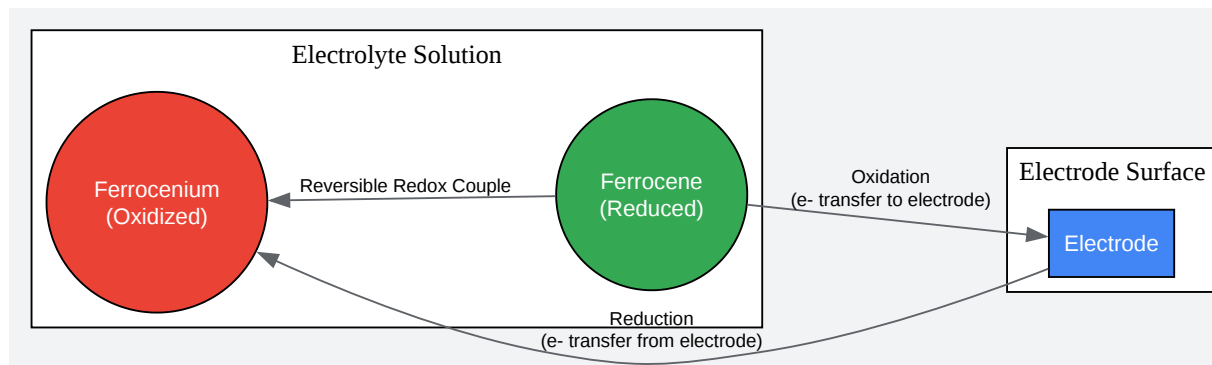 Electrolyte Solution
Ferrocenium
(Oxidized)
Reversible Redox Couple
Ferrocene
(Reduced)
Oxidation
(e- transfer to electrode)
Electrode Surface
Electrode
Reduction
(e- transfer from electrode)